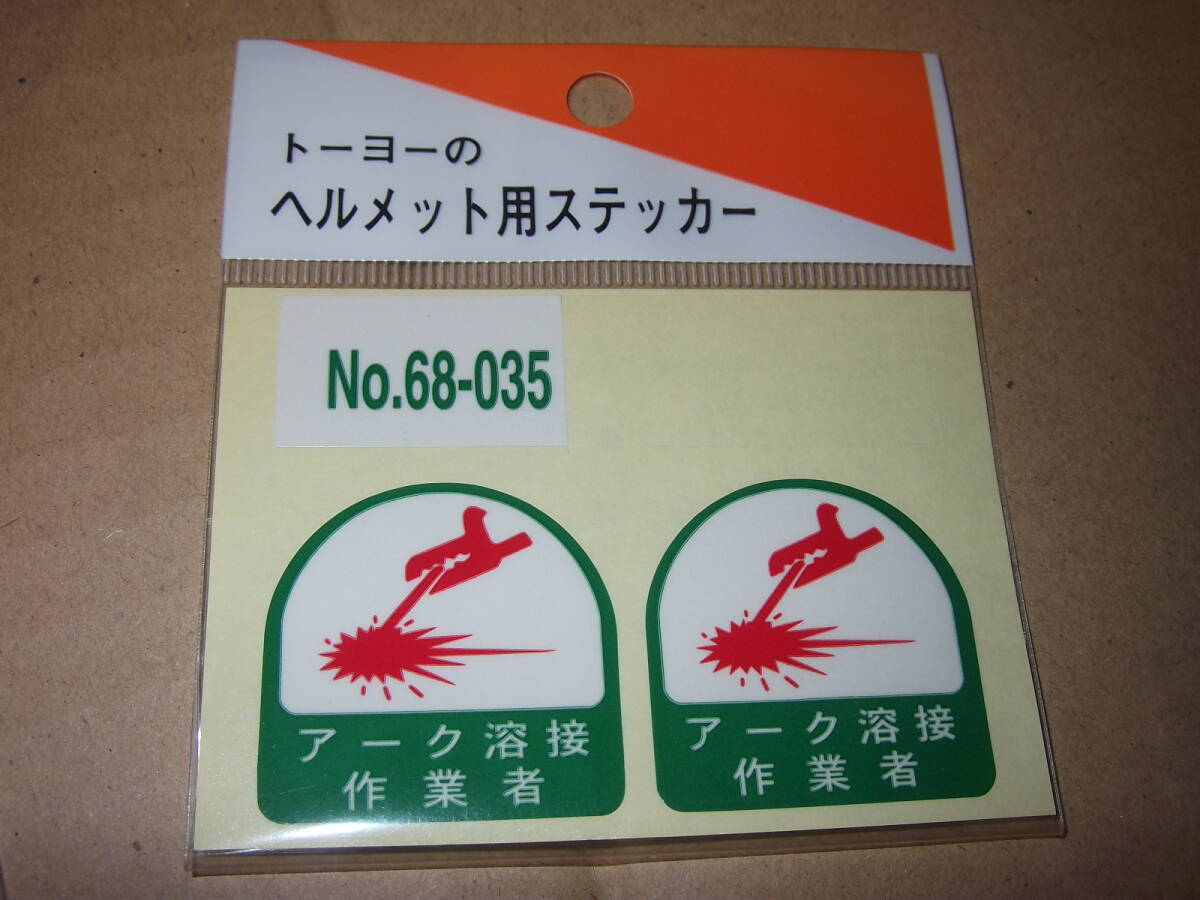 トーヨーの
ヘルメット用ステッカー
No.68-035
アーク溶接
作業者
アーク溶接
作業者